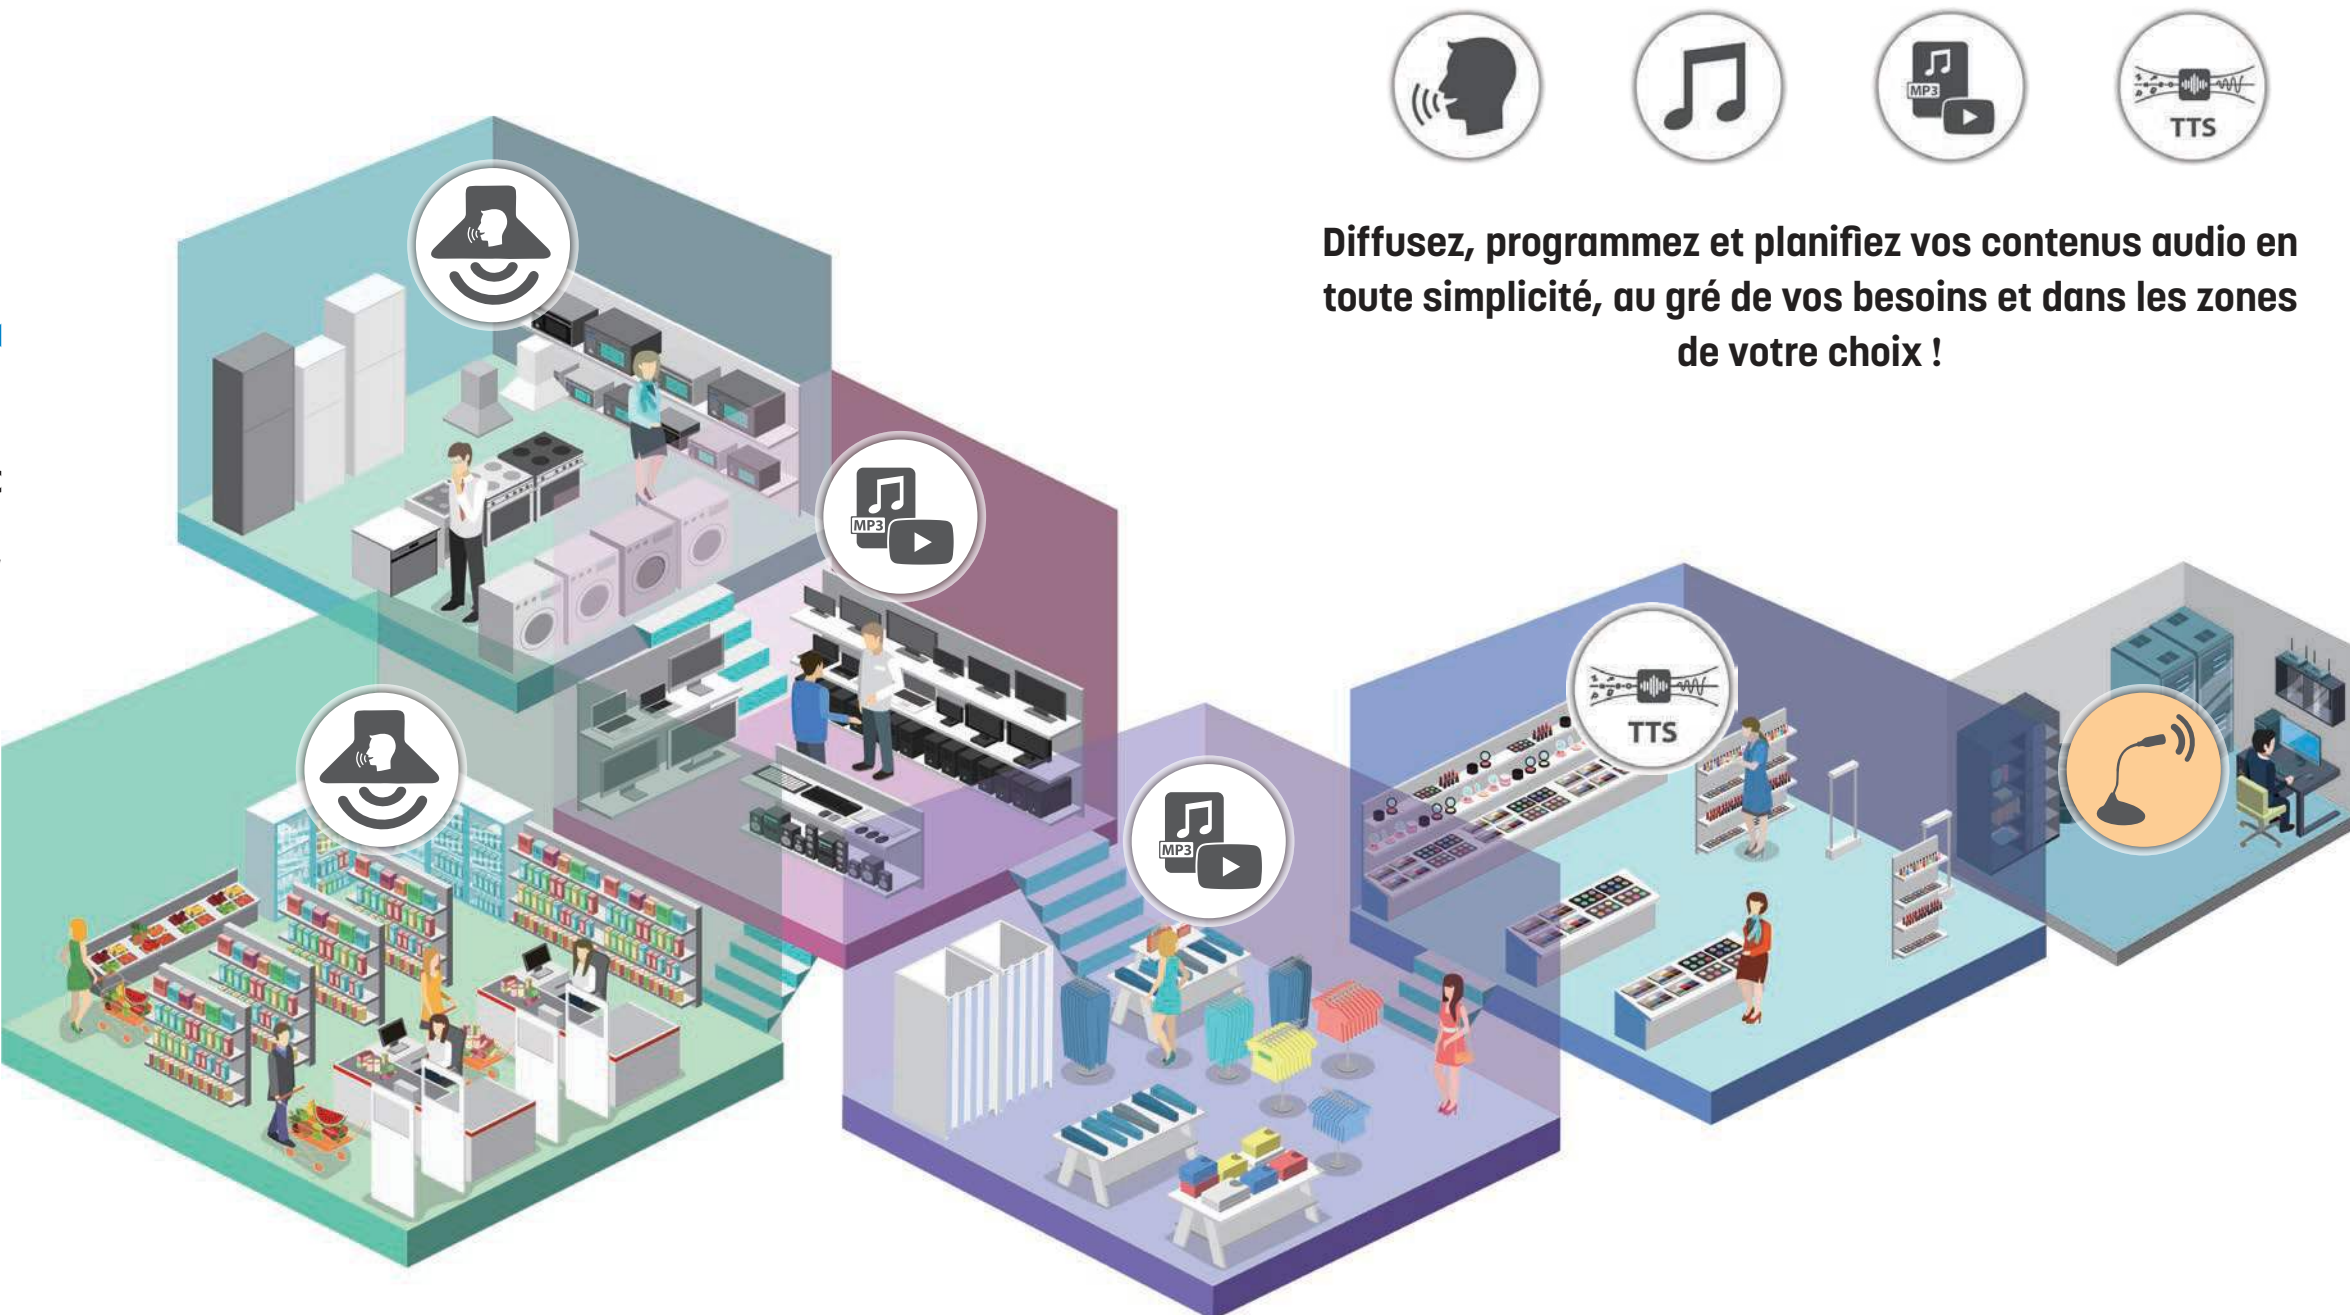 MP3
TTS
Diffusez, programmez et planifiez vos contenus audio en
toute simplicité, au gré de vos besoins et dans les zones
de votre choix !
MP3
TTS
MP3